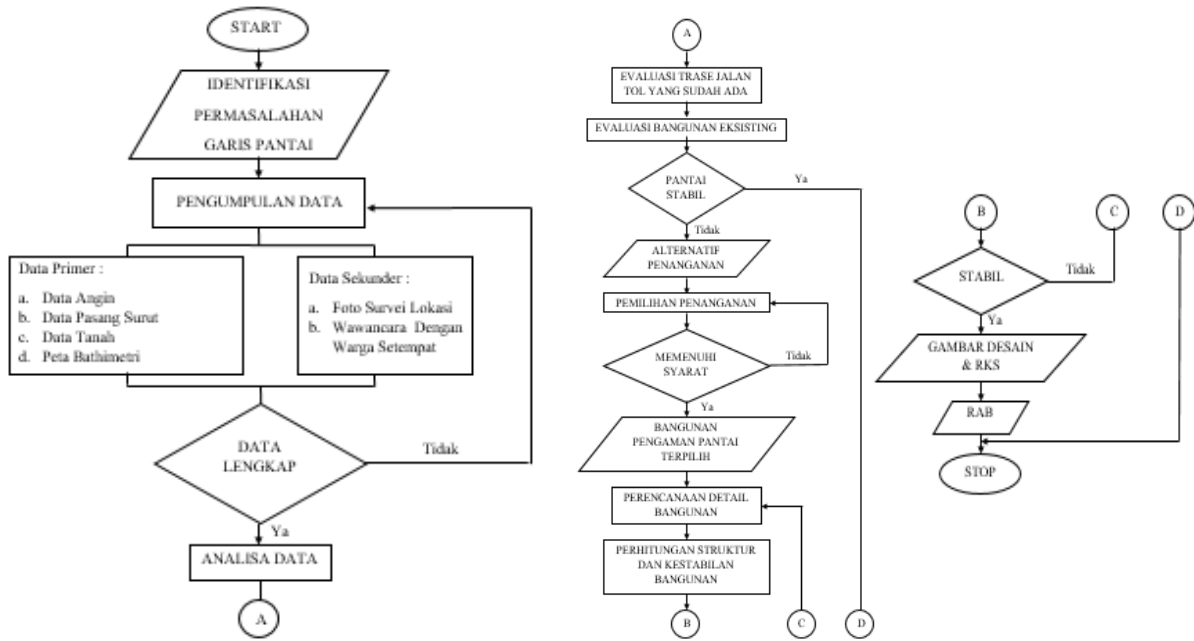 START
IDENTIFIKASI
PERMASALAHAN
GARIS PANTAI
PENGUMPULAN DATA
Data Primer :
a. Data Angin
b. Data Pasang Surut
c. Data Tanah
d. Peta Bathimetri
Data Sekunder :
a. Foto Survei Lokasi
b. Wawancara Dengan
Warga Setempat
DATA
LENGKAP
Tidak
Ya
ANALISA DATA
A
A
EVALUASI TRASE JALAN
TOL YANG SUDAH ADA
EVALUASI BANGUNAN EKSISTING
PANTAI
STABIL
Ya
Tidak
ALTERNATIF
PENANGANAN
PEMILIHAN PENANGANAN
MEMENUHI
SYARAT
Tidak
Ya
BANGUNAN
PENGAMAN PANTAI
TERPILIH
PERENCANAAN DETAIL
BANGUNAN
PERHITUNGAN STRUKTUR
DAN KESTABILAN
BANGUNAN
B
C
D
B
C
D
STABIL
Tidak
Ya
GAMBAR DESAIN
& RKS
RAB
STOP